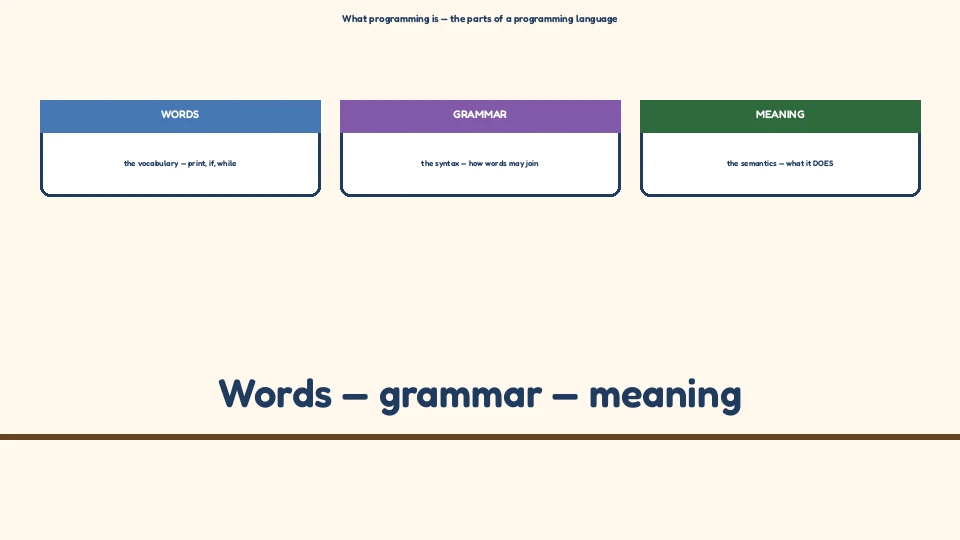 What programming is — the parts of a programming language
WORDS
the vocabulary — print, if, while
GRAMMAR
the syntax — how words may join
MEANING
the semantics — what it DOES
Words — grammar — meaning